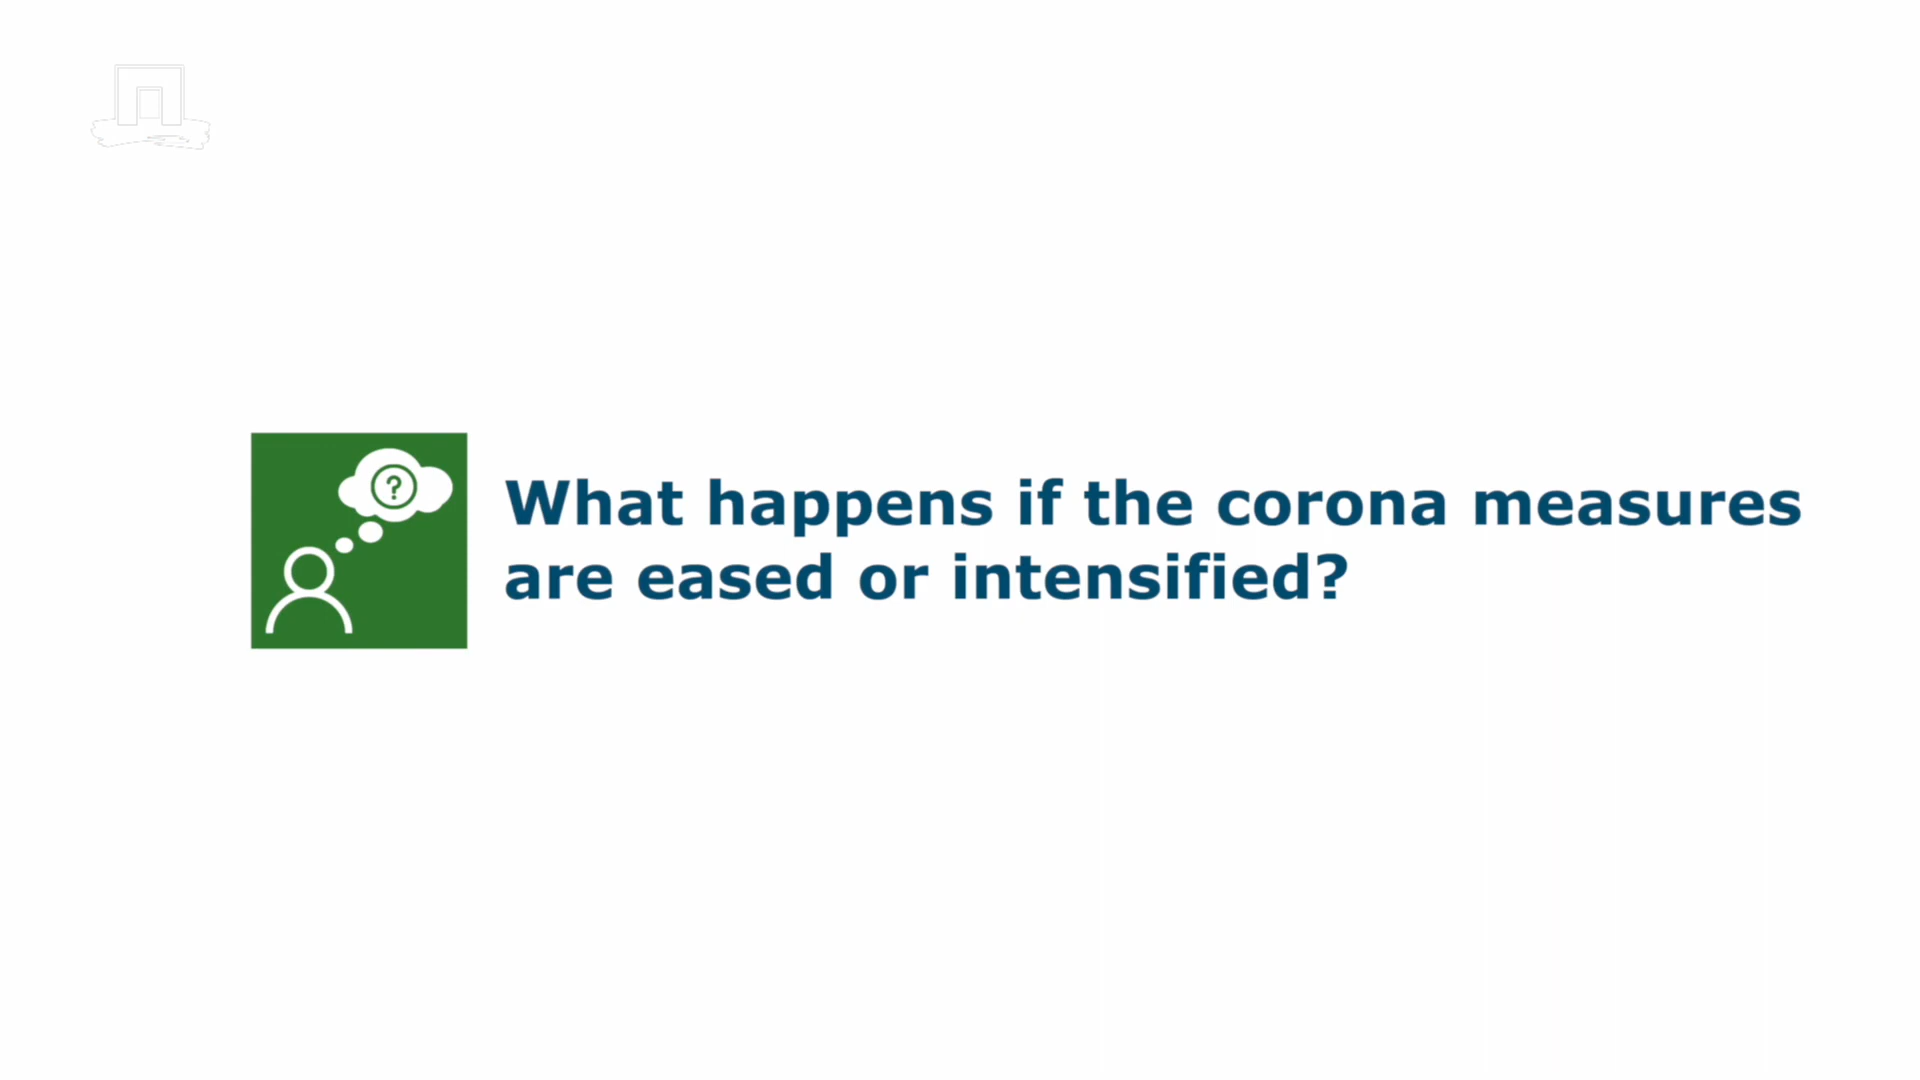 ?
What happens if the corona measures
are eased or intensified?